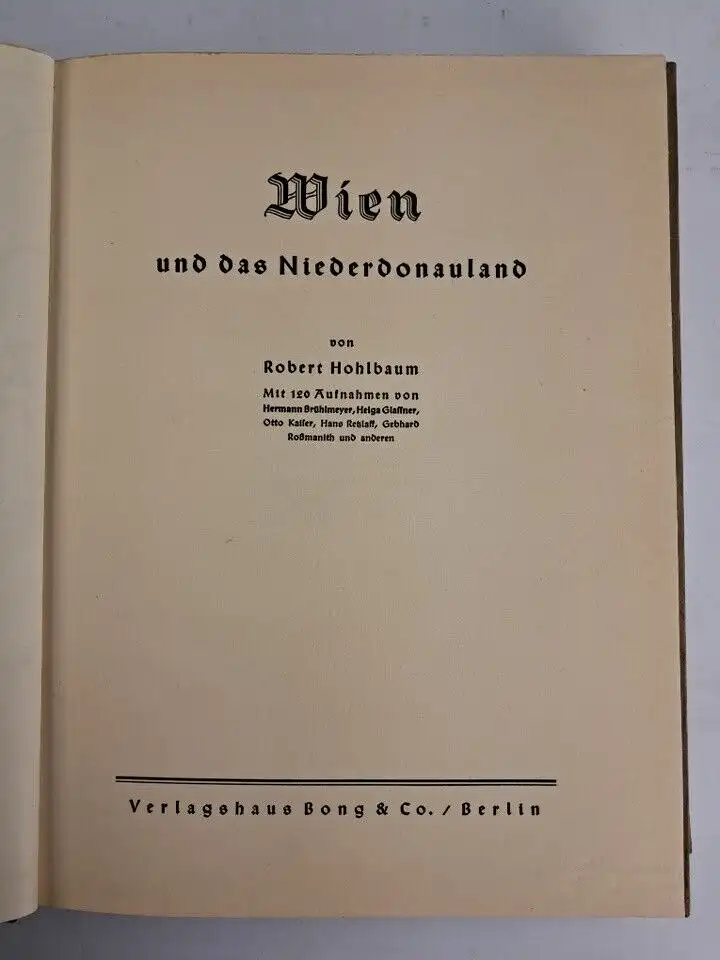 Wien
und das Niederdonauland
von
Robert Hohlbaum
Mit 120 Aufnahmen von
Hermann Brühlmeyer, Helga Glassner,
Otto Kaiser, Hans Retzlaff, Gebhard
Roßmanith und anderen
Verlagshaus Bong & Co. / Berlin